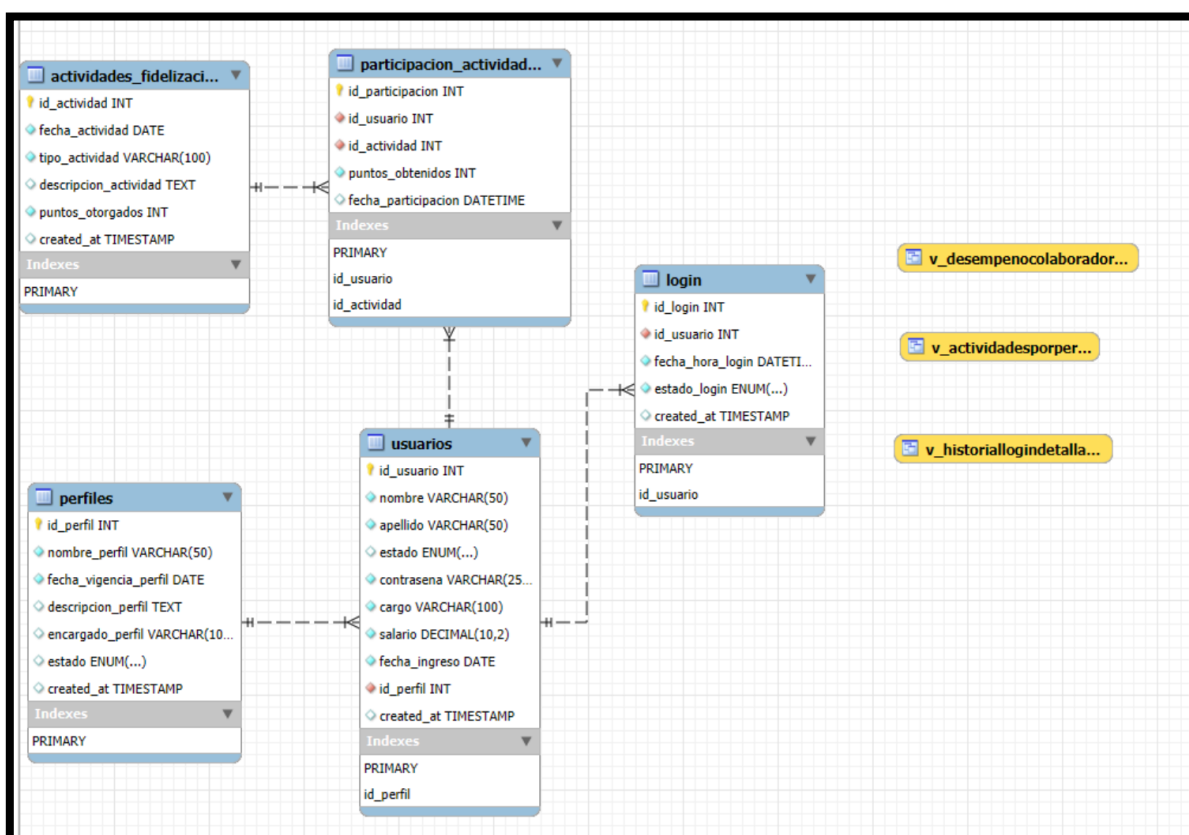 actividades_fidelizaci...
id_actividad INT
fecha_actividad DATE
tipo_actividad VARCHAR(100)
descripcion_actividad TEXT
puntos_otorgados INT
created_at TIMESTAMP
Indexes
PRIMARY
participacion_actividad...
id_participacion INT
id_usuario INT
id_actividad INT
puntos_obtenidos INT
fecha_participacion DATETIME
Indexes
PRIMARY
id_usuario
id_actividad
login
id_login INT
id_usuario INT
fecha_hora_login DATETI...
estado_login ENUM(...)
created_at TIMESTAMP
Indexes
PRIMARY
id_usuario
v_desempenocolaborador...
v_actividadesporper...
v_historiallogindetalla...
perfiles
id_perfil INT
nombre_perfil VARCHAR(50)
fecha_vigencia_perfil DATE
descripcion_perfil TEXT
encargado_perfil VARCHAR(10...
estado ENUM(...)
created_at TIMESTAMP
Indexes
PRIMARY
usuarios
id_usuario INT
nombre VARCHAR(50)
apellido VARCHAR(50)
estado ENUM(...)
contrasena VARCHAR(25...
cargo VARCHAR(100)
salario DECIMAL(10,2)
fecha_ingreso DATE
id_perfil INT
created_at TIMESTAMP
Indexes
PRIMARY
id_perfil